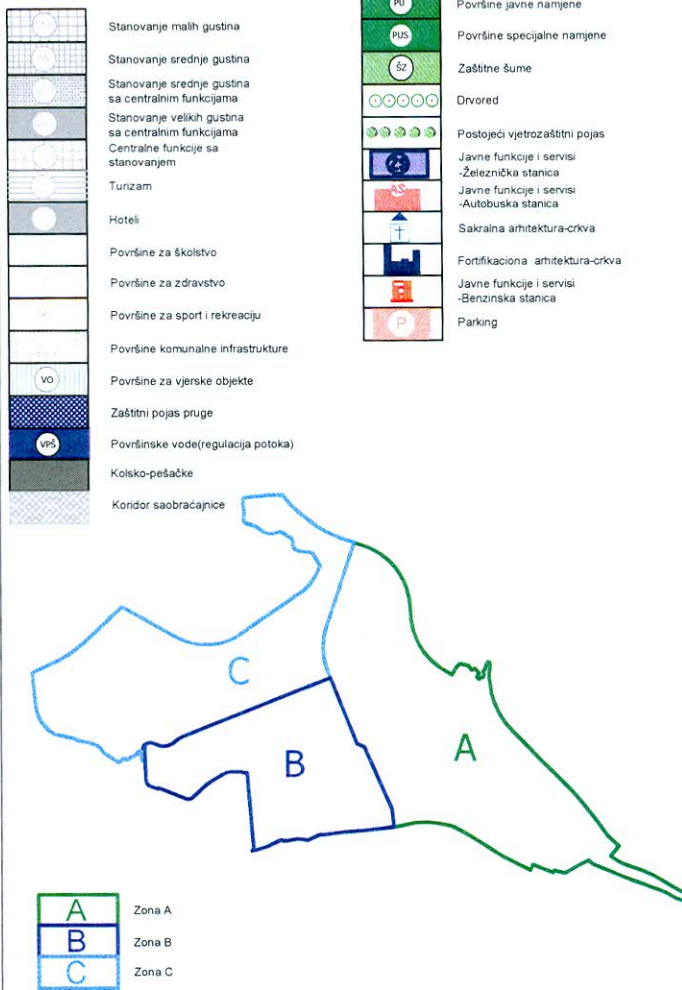 Stanovanje malih gustina
Stanovanje srednje gustina
Stanovanje srednje gustina
sa centralnim funkcijama
Stanovanje velikih gustina
sa centralnim funkcijama
Centralne funkcije sa
stanovanjem
Turizam
Hoteli
Površine za školstvo
Površine za zdravstvo
Površine za sport i rekreaciju
Površine komunalne infrastrukture
VO
Površine za vjerske objekte
Zaštitni pojas pruge
VPŠ
Površinske vode(regulacija potoka)
Kolsko-pešačke
Koridor saobraćajnice
PU
Površine javne namjene
PUS
Površine specijalne namjene
ŠZ
Zaštitne šume
Drvored
Postojeći vjetrozaštitni pojas
Javne funkcije i servisi
-Železnička stanica
AS
Javne funkcije i servisi
-Autobuska stanica
Sakralna arhitektura-crkva
Fortifikaciona arhitektura-crkva
Javne funkcije i servisi
-Benzinska stanica
P
Parking
C
B
A
A
Zona A
B
Zona B
C
Zona C